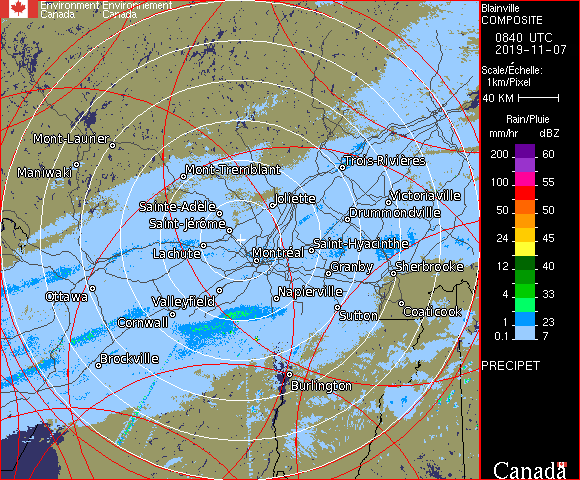 Environment Environnement
Canada Canada
Mont-Laurier
Maniwaki
Mont-Tremblant
Trois-Rivières
Sainte-Adèle
Joliette
Victoriaville
Saint-Jérôme
Drummondville
Lachute
Montréal
Saint-Hyacinthe
Granby
Sherbrooke
Ottawa
Valleyfield
Napierville
Cornwall
Sutton
Coaticook
Brockville
Burlington
Blainville
COMPOSITE
0840 UTC
2019-11-07
Scale/Échelle:
1km/Pixel
40 KM
Rain/Pluie
mm/hr dBZ
200 60
100 55
50 50
24 45
12 40
4 33
1 23
0.1 7
PRECIPET
Canada